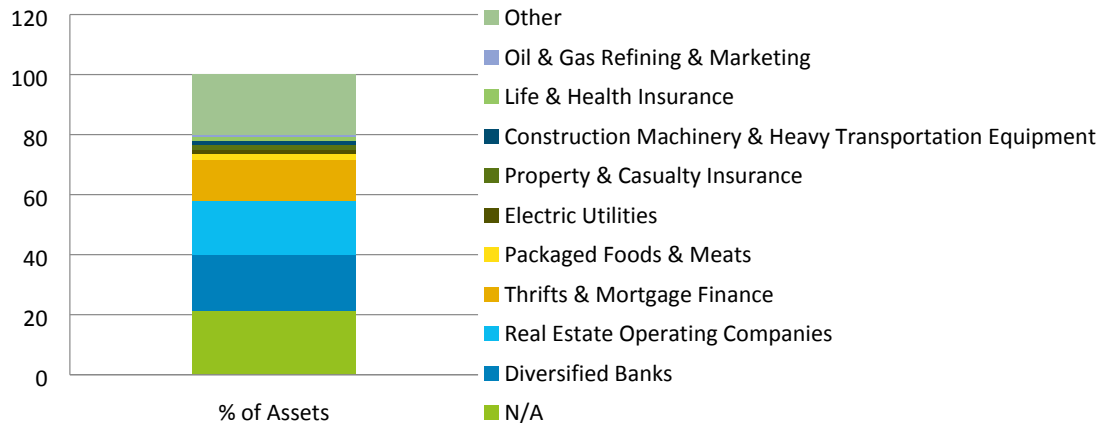 120
100
80
60
40
20
0
% of Assets
Other
Oil & Gas Refining & Marketing
Life & Health Insurance
Construction Machinery & Heavy Transportation Equipment
Property & Casualty Insurance
Electric Utilities
Packaged Foods & Meats
Thrifts & Mortgage Finance
Real Estate Operating Companies
Diversified Banks
N/A